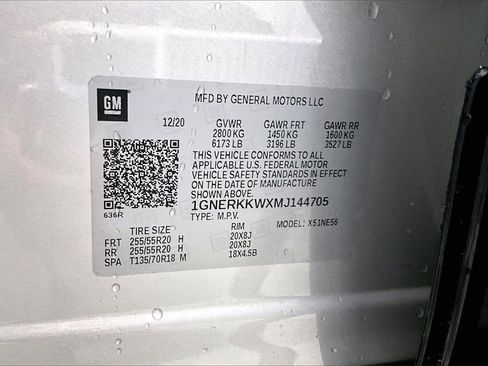 GM
MFD BY GENERAL MOTORS LLC
12/20 GVWR GAWR FRT GAWR RR
2800 KG 1450 KG 1600 KG
6173 LB 3196 LB 3527 LB
THIS VEHICLE CONFORMS TO ALL
APPLICABLE U.S. FEDERAL MOTOR
VEHICLE SAFETY STANDARDS IN EFFECT
ON THE DATE OF MANUFACTURE
SHOWN ABOVE.
1GNERKKWXMJ144705
636R TYPE: M.P.V. MODEL: X51NE56
TIRE SIZE RIM
FRT 255/55R20 H 20X8J
RR 255/55R20 H 20X8J
SPA T135/70R18 M 18X4.5B